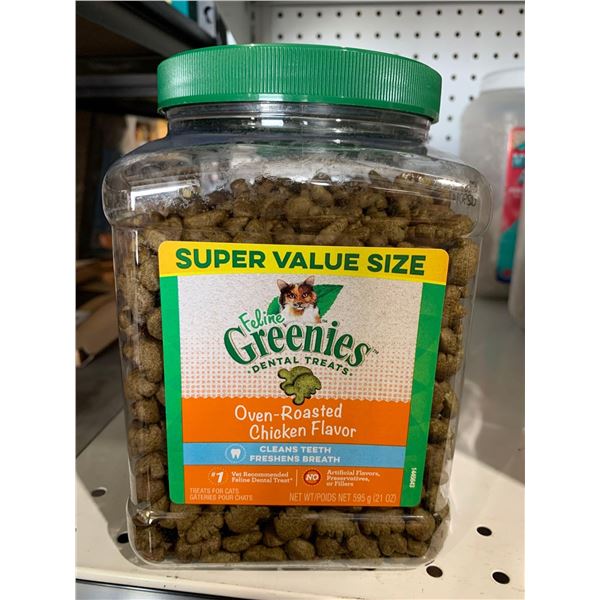 SUPER VALUE SIZE
Feline
Greenies™
DENTAL TREATS™
Oven-Roasted
Chicken Flavor
CLEANS TEETH
FRESHENS BREATH
#1 Vet Recommended
Feline Dental Treat*
NO Artificial Flavors,
Preservatives,
or Fillers
TREATS FOR CATS
GÂTERIES POUR CHATS
NET WT/POIDS NET 595 g (21 OZ)